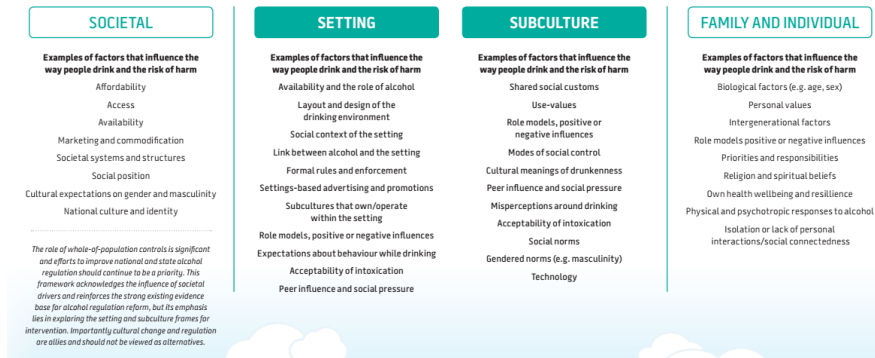 SOCIETAL
Examples of factors that influence the
way people drink and the risk of harm
Affordability
Access
Availability
Marketing and commodification
Societal systems and structures
Social position
Cultural expectations on gender and masculinity
National culture and identity
The role of whole-of-population controls is significant
and efforts to improve national and state alcohol
regulation should continue to be a priority. This
framework acknowledges the influence of societal
drivers and reinforces the strong existing evidence
base for alcohol regulation reform, but its emphasis
lies in exploring the setting and subculture frames for
intervention. Importantly cultural change and regulation
are allies and should not be viewed as alternatives.
SETTING
Examples of factors that influence the
way people drink and the risk of harm
Availability and the role of alcohol
Layout and design of the
drinking environment
Social context of the setting
Link between alcohol and the setting
Formal rules and enforcement
Settings-based advertising and promotions
Subcultures that own/operate
within the setting
Role models, positive or negative influences
Expectations about behaviour while drinking
Acceptability of intoxication
Peer influence and social pressure
SUBCULTURE
Examples of factors that influence the
way people drink and the risk of harm
Shared social customs
Use-values
Role models, positive or
negative influences
Modes of social control
Cultural meanings of drunkenness
Peer influence and social pressure
Misperceptions around drinking
Acceptability of intoxication
Social norms
Gendered norms (e.g. masculinity)
Technology
FAMILY AND INDIVIDUAL
Examples of factors that influence the
way people drink and the risk of harm
Biological factors (e.g. age, sex)
Personal values
Intergenerational factors
Role models positive or negative influences
Priorities and responsibilities
Religion and spiritual beliefs
Own health wellbeing and resillience
Physical and psychotropic responses to alcohol
Isolation or lack of personal
interactions/social connectedness